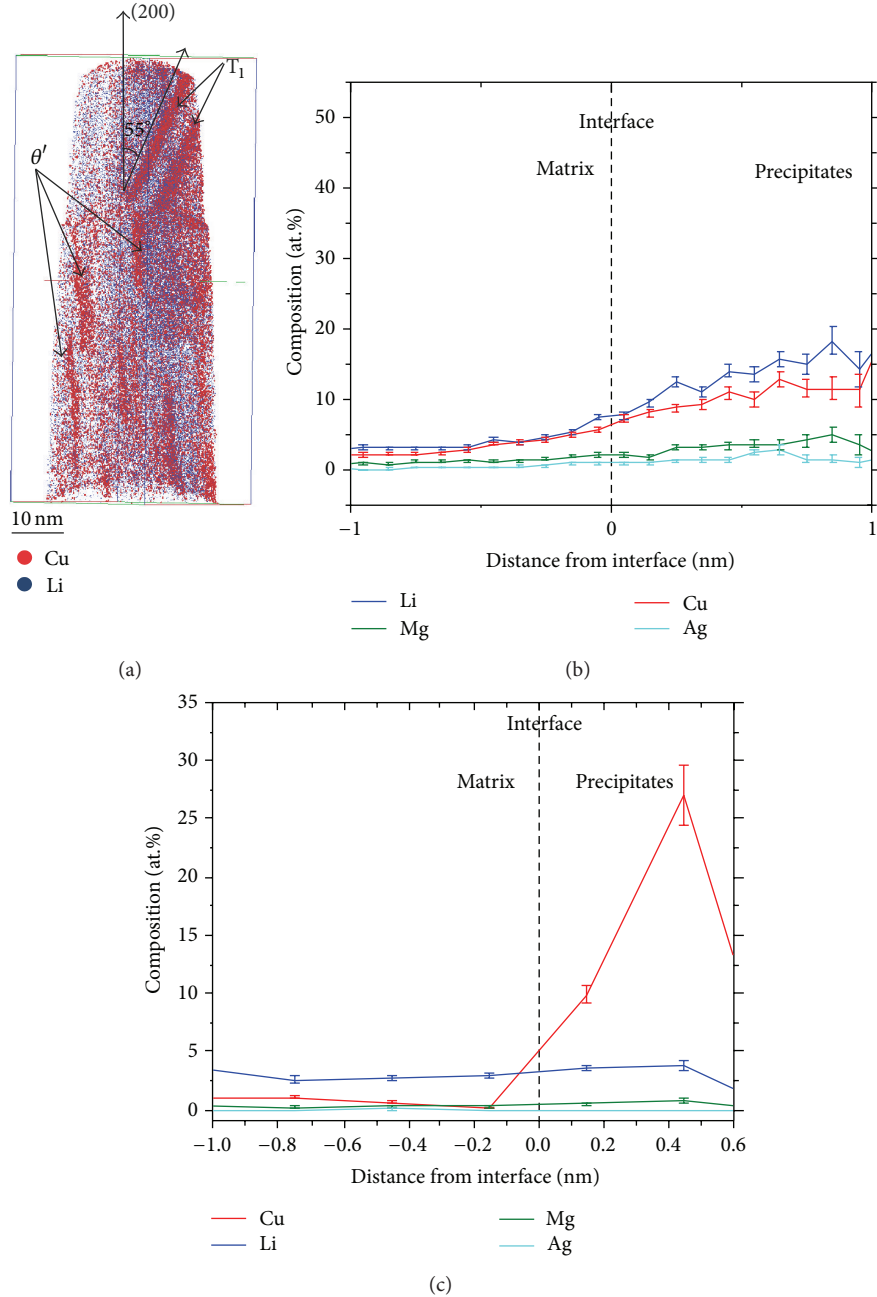 (200)
T1
55°
θ′
10 nm
Cu
Li
(a)
Composition (at.%)
50
40
30
20
10
0
Interface
Matrix
Precipitates
−1
0
1
Distance from interface (nm)
Li
Cu
Mg
Ag
(b)
Composition (at.%)
35
30
25
20
15
10
5
0
Interface
Matrix
Precipitates
−1.0
−0.8
−0.6
−0.4
−0.2
0.0
0.2
0.4
0.6
Distance from interface (nm)
Cu
Mg
Li
Ag
(c)